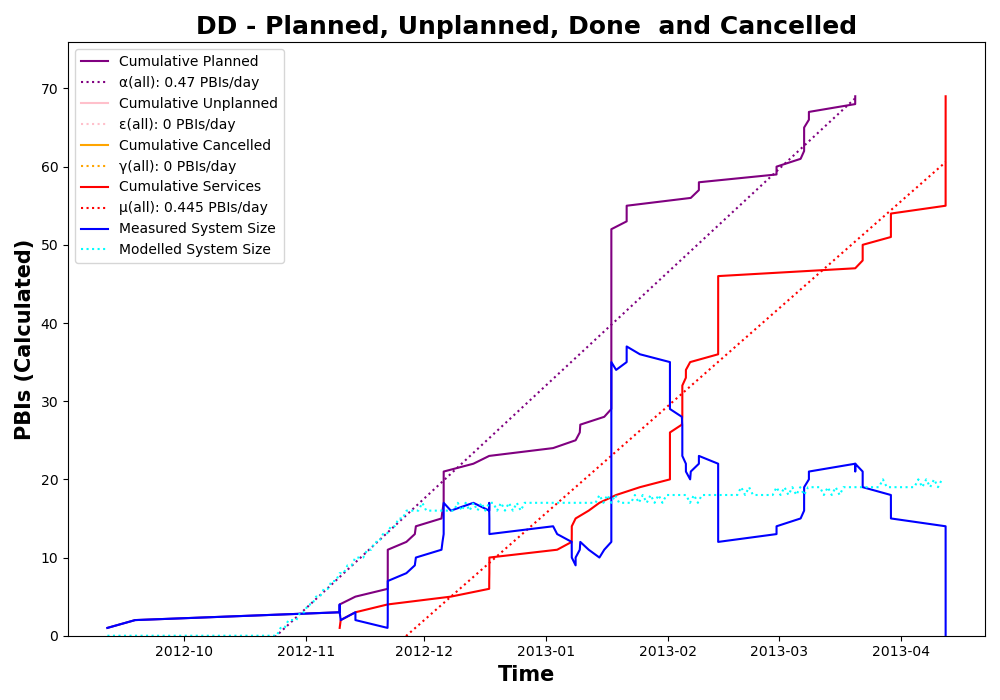 DD - Planned, Unplanned, Done  and Cancelled
Cumulative Planned
α(all): 0.47 PBIs/day
Cumulative Unplanned
ε(all): 0 PBIs/day
Cumulative Cancelled
γ(all): 0 PBIs/day
Cumulative Services
μ(all): 0.445 PBIs/day
Measured System Size
Modelled System Size
PBIs (Calculated)
70
60
50
40
30
20
10
0
2012-10 2012-11 2012-12 2013-01 2013-02 2013-03 2013-04
Time